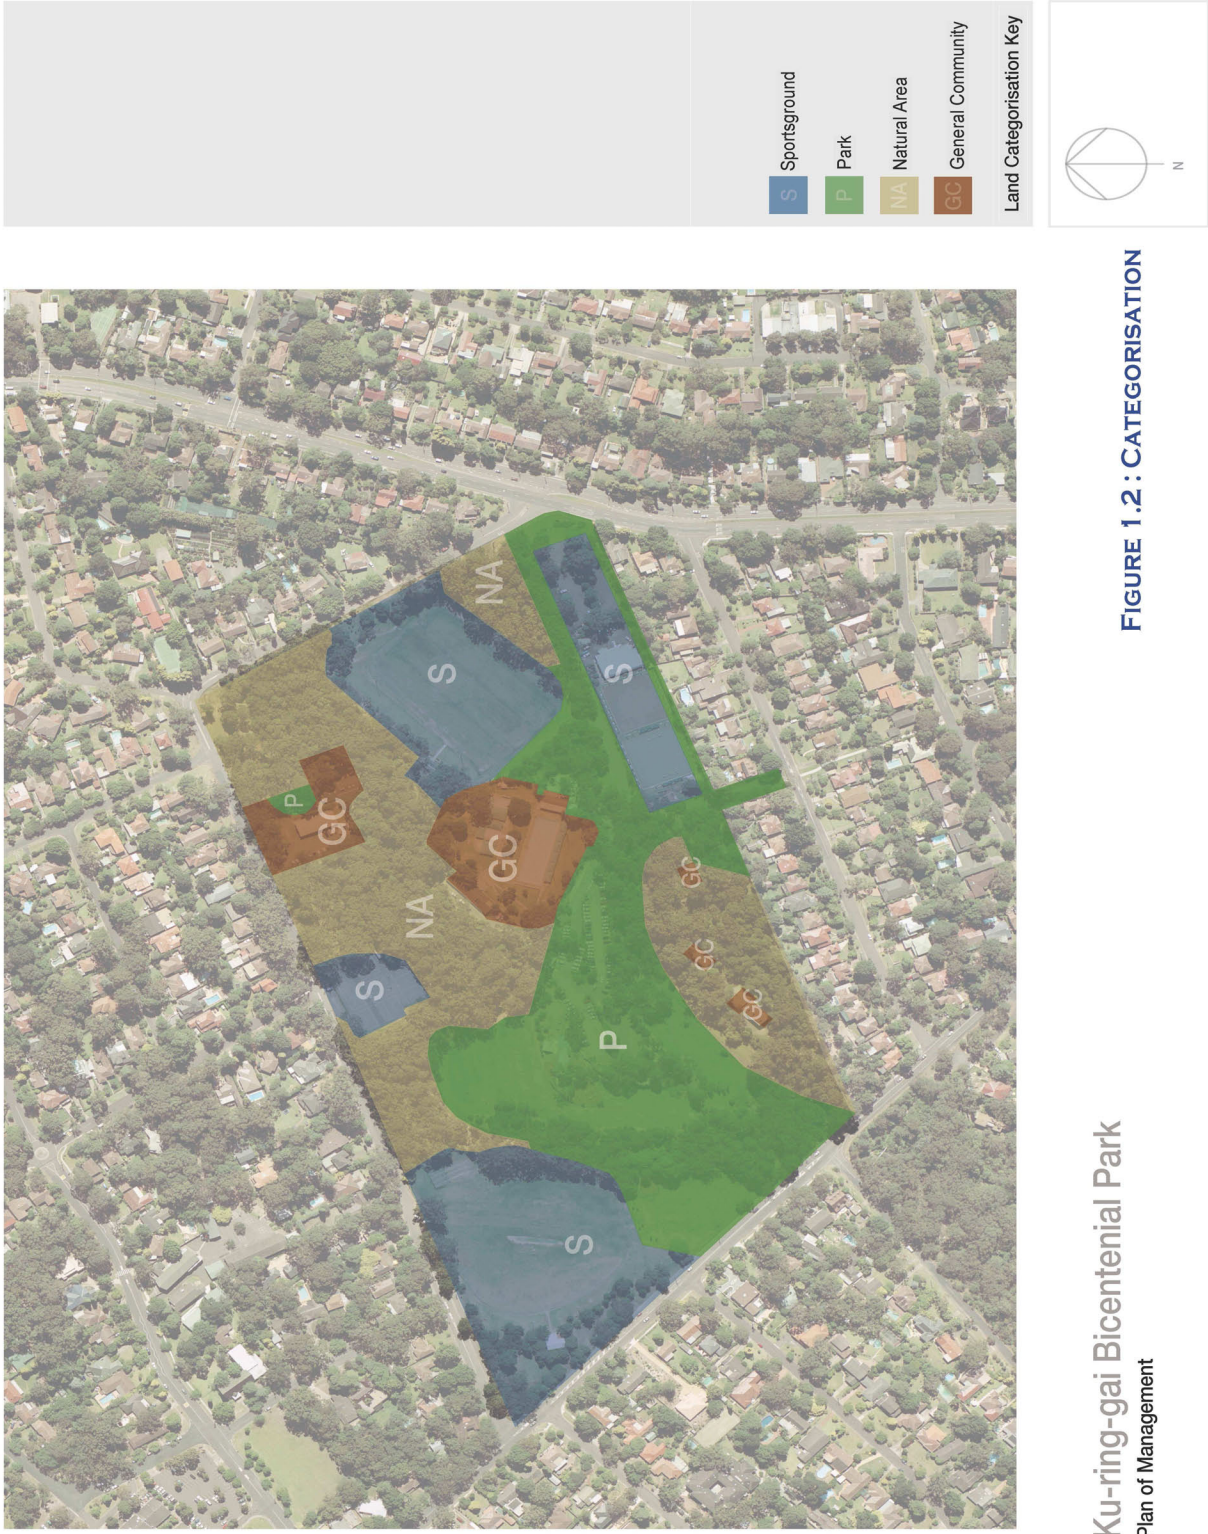 S
P
NA
GC
Sportsground
Park
Natural Area
General Community
Land Categorisation Key
N
NA
S
S
P
GC
GC
NA
S
GC
GC
GC
P
S
FIGURE 1.2 : CATEGORISATION
Ku-ring-gai Bicentenial Park
Plan of Management